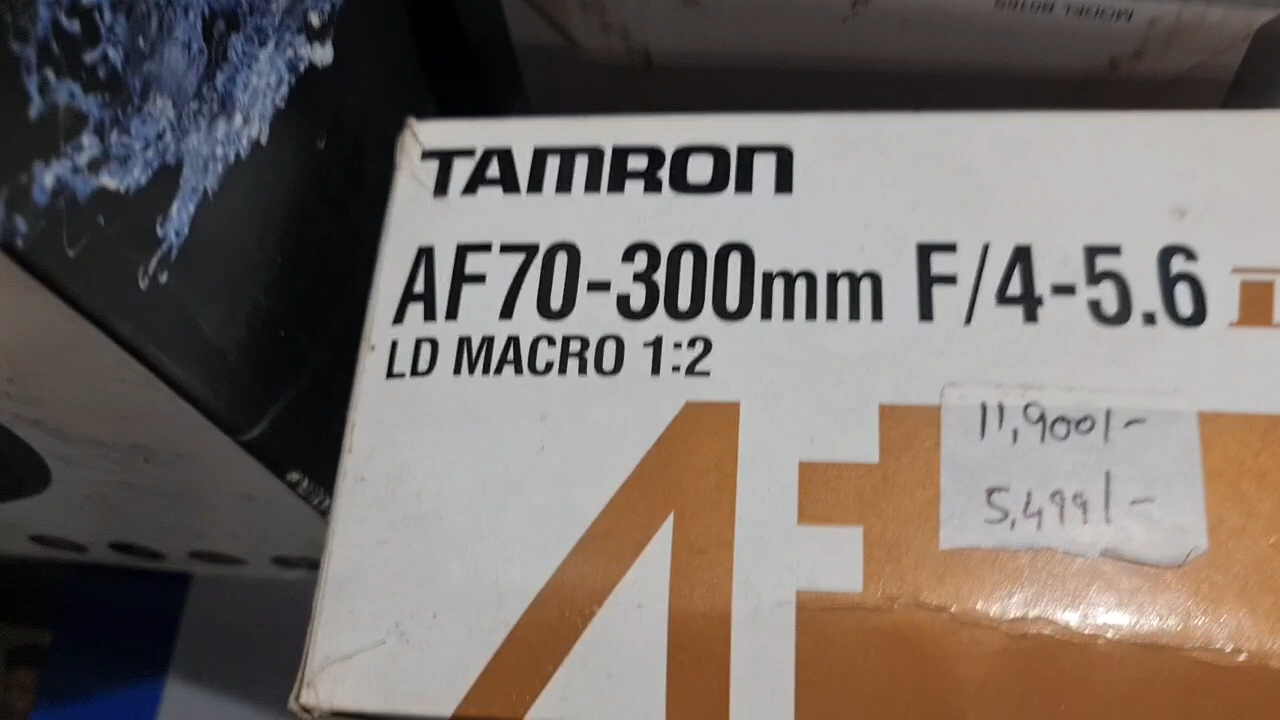 TAMRON
AF70-300mm F/4-5.6
LD MACRO 1:2
11,900/-
5,499/-